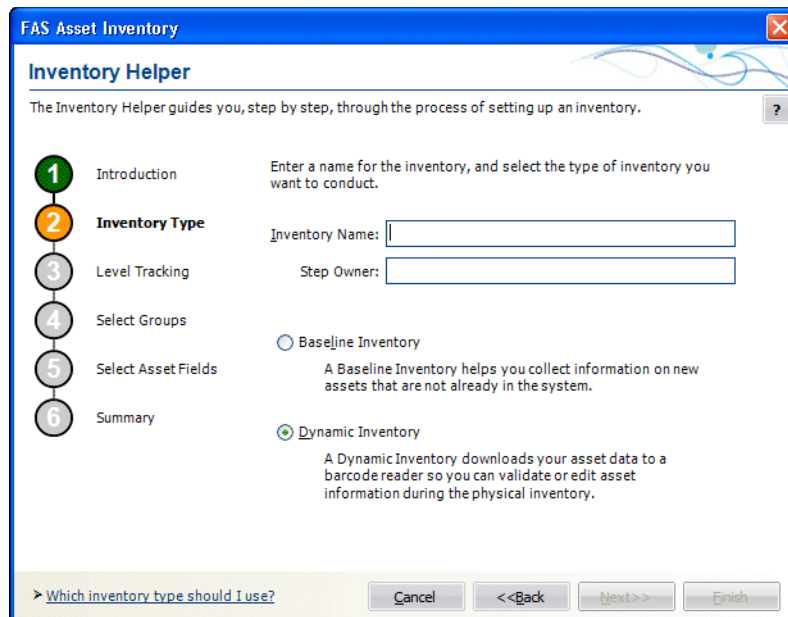 FAS Asset Inventory
Inventory Helper
The Inventory Helper guides you, step by step, through the process of setting up an inventory.
?
1 Introduction
2 Inventory Type
3 Level Tracking
4 Select Groups
5 Select Asset Fields
6 Summary
Enter a name for the inventory, and select the type of inventory you
want to conduct.
Inventory Name:
Step Owner:
Baseline Inventory
A Baseline Inventory helps you collect information on new
assets that are not already in the system.
Dynamic Inventory
A Dynamic Inventory downloads your asset data to a
barcode reader so you can validate or edit asset
information during the physical inventory.
Which inventory type should I use?
Cancel
<<Back
Next>>
Finish